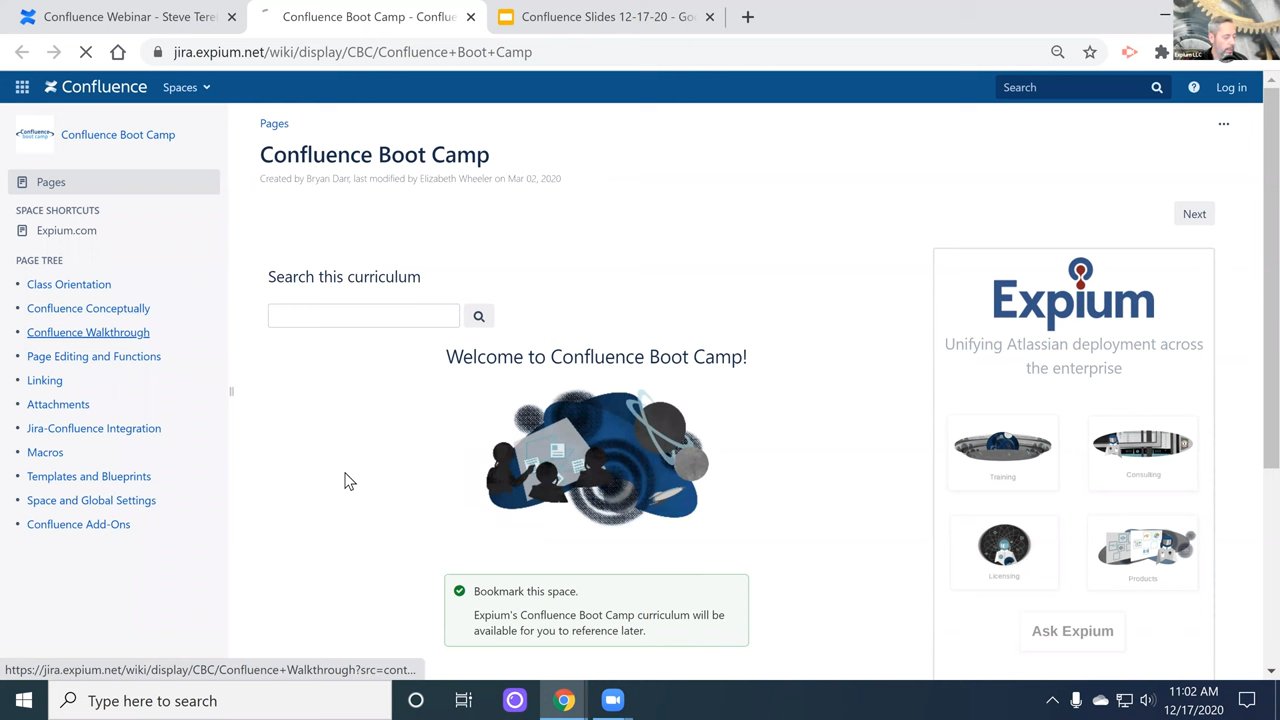 Confluence Webinar - Steve Tere
Confluence Boot Camp - Conflue
Confluence Slides 12-17-20 - Go
Expium LLC
jira.expium.net/wiki/display/CBC/Confluence+Boot+Camp
Confluence
Spaces
Search
Log in
Confluence
boot camp
Confluence Boot Camp
Pages
SPACE SHORTCUTS
Expium.com
PAGE TREE
Class Orientation
Confluence Conceptually
Confluence Walkthrough
Page Editing and Functions
Linking
Attachments
Jira-Confluence Integration
Macros
Templates and Blueprints
Space and Global Settings
Confluence Add-Ons
Pages
Confluence Boot Camp
Created by Bryan Darr, last modified by Elizabeth Wheeler on Mar 02, 2020
Next
Search this curriculum
Welcome to Confluence Boot Camp!
Bookmark this space.
Expium's Confluence Boot Camp curriculum will be
available for you to reference later.
Expium
Unifying Atlassian deployment across
the enterprise
Training
Consulting
Licensing
Products
Ask Expium
https://jira.expium.net/wiki/display/CBC/Confluence+Walkthrough?src=cont...
Type here to search
11:02 AM
12/17/2020